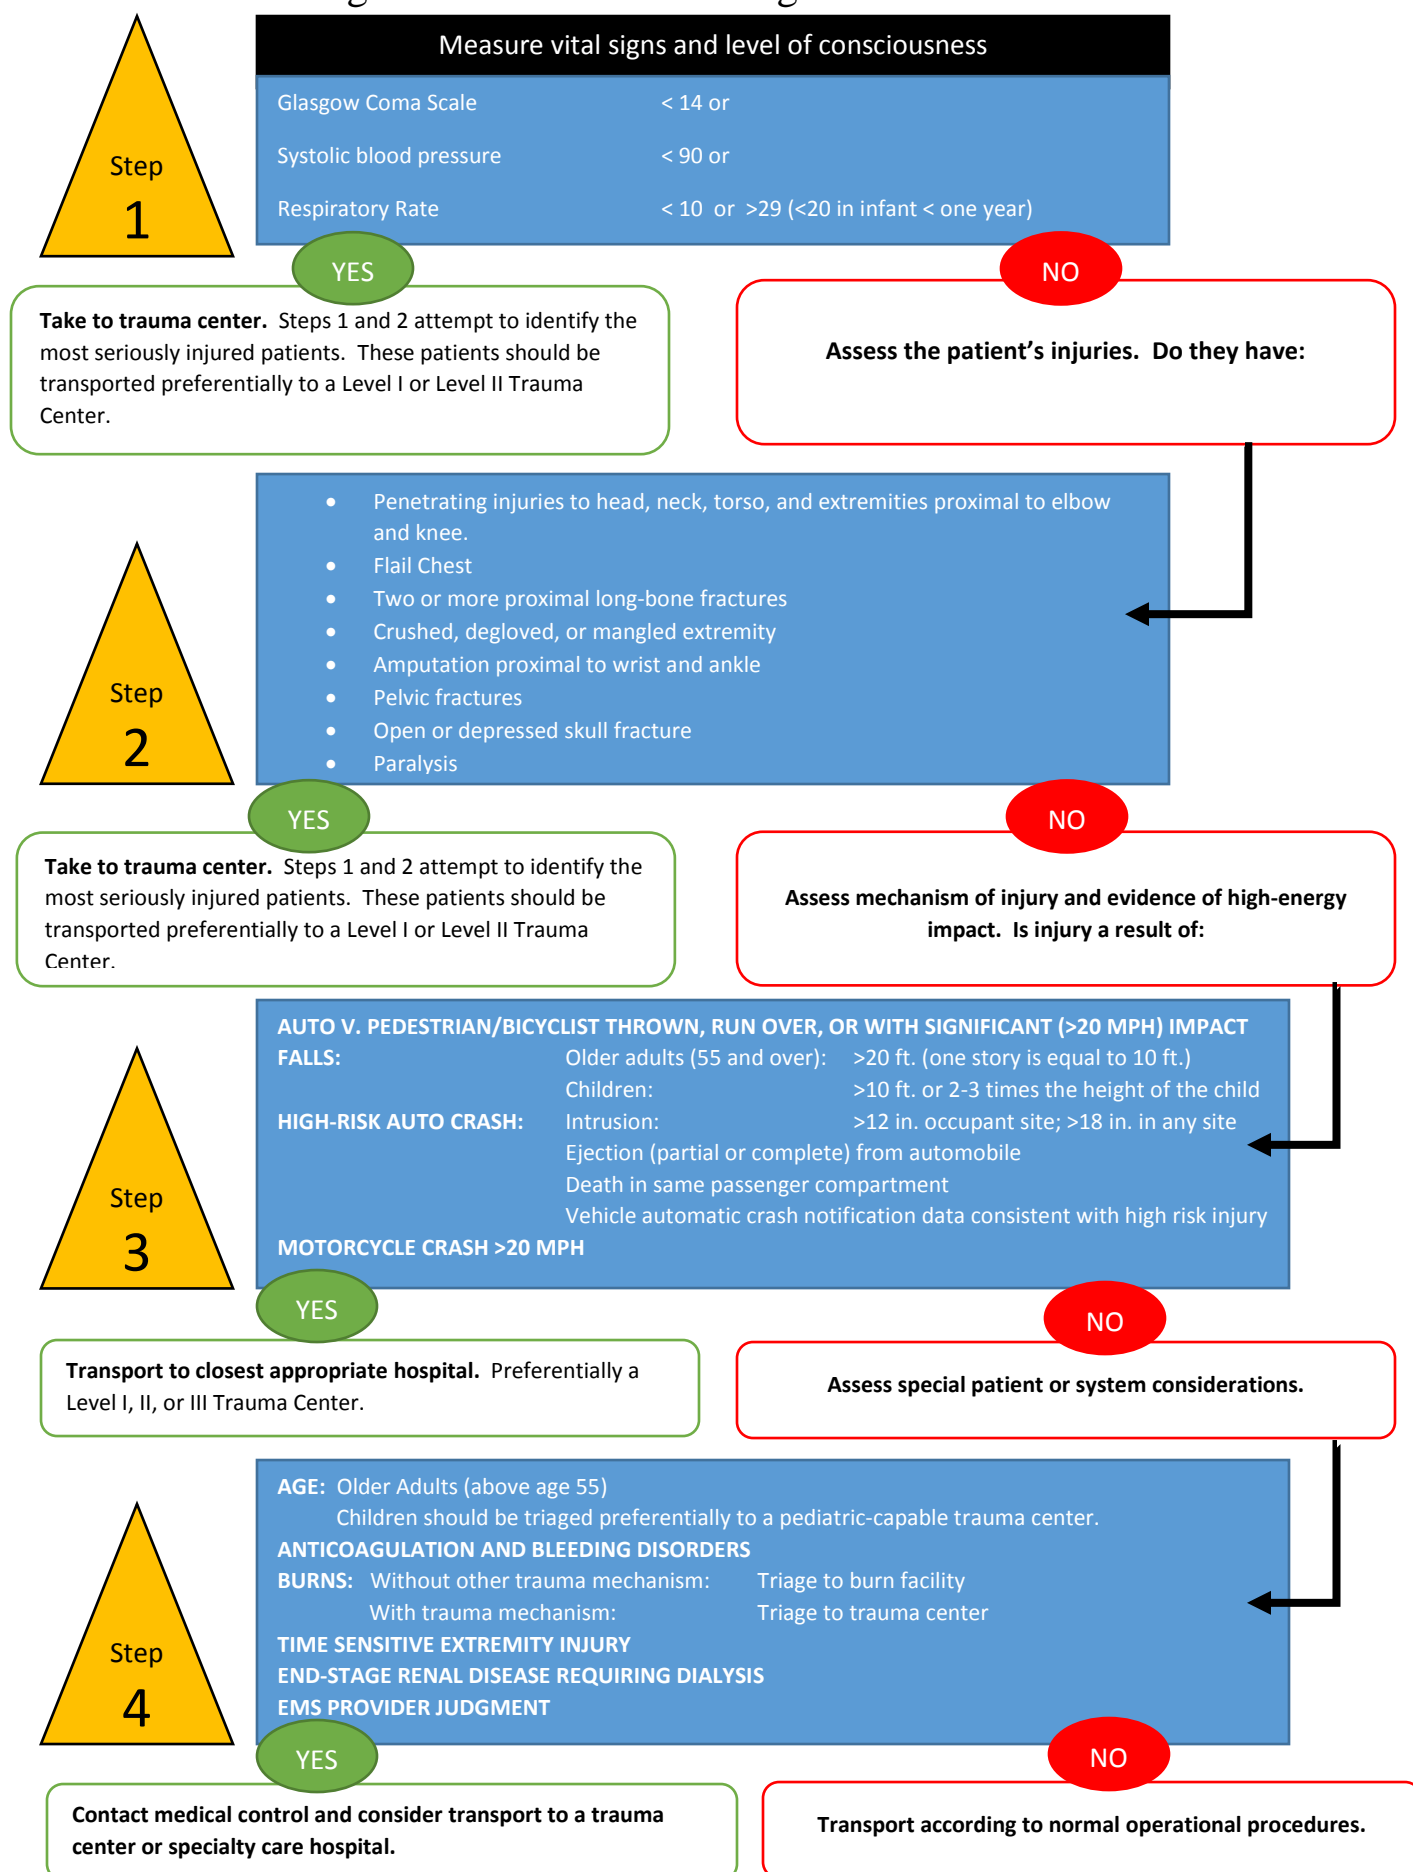 Measure vital signs and level of consciousness
Step
1
Glasgow Coma Scale < 14 or
Systolic blood pressure < 90 or
Respiratory Rate < 10 or >29 (<20 in infant < one year)
YES
NO
Take to trauma center. Steps 1 and 2 attempt to identify the
most seriously injured patients. These patients should be
transported preferentially to a Level I or Level II Trauma
Center.
Assess the patient’s injuries. Do they have:
Step
2
• Penetrating injuries to head, neck, torso, and extremities proximal to elbow
and knee.
• Flail Chest
• Two or more proximal long-bone fractures
• Crushed, degloved, or mangled extremity
• Amputation proximal to wrist and ankle
• Pelvic fractures
• Open or depressed skull fracture
• Paralysis
YES
NO
Take to trauma center. Steps 1 and 2 attempt to identify the
most seriously injured patients. These patients should be
transported preferentially to a Level I or Level II Trauma
Center.
Assess mechanism of injury and evidence of high-energy
impact. Is injury a result of:
Step
3
AUTO V. PEDESTRIAN/BICYCLIST THROWN, RUN OVER, OR WITH SIGNIFICANT (>20 MPH) IMPACT
FALLS: Older adults (55 and over): >20 ft. (one story is equal to 10 ft.)
Children: >10 ft. or 2-3 times the height of the child
HIGH-RISK AUTO CRASH: Intrusion: >12 in. occupant site; >18 in. in any site
Ejection (partial or complete) from automobile
Death in same passenger compartment
Vehicle automatic crash notification data consistent with high risk injury
MOTORCYCLE CRASH >20 MPH
YES
NO
Transport to closest appropriate hospital. Preferentially a
Level I, II, or III Trauma Center.
Assess special patient or system considerations.
Step
4
AGE: Older Adults (above age 55)
Children should be triaged preferentially to a pediatric-capable trauma center.
ANTICOAGULATION AND BLEEDING DISORDERS
BURNS: Without other trauma mechanism: Triage to burn facility
With trauma mechanism: Triage to trauma center
TIME SENSITIVE EXTREMITY INJURY
END-STAGE RENAL DISEASE REQUIRING DIALYSIS
EMS PROVIDER JUDGMENT
YES
NO
Contact medical control and consider transport to a trauma
center or specialty care hospital.
Transport according to normal operational procedures.